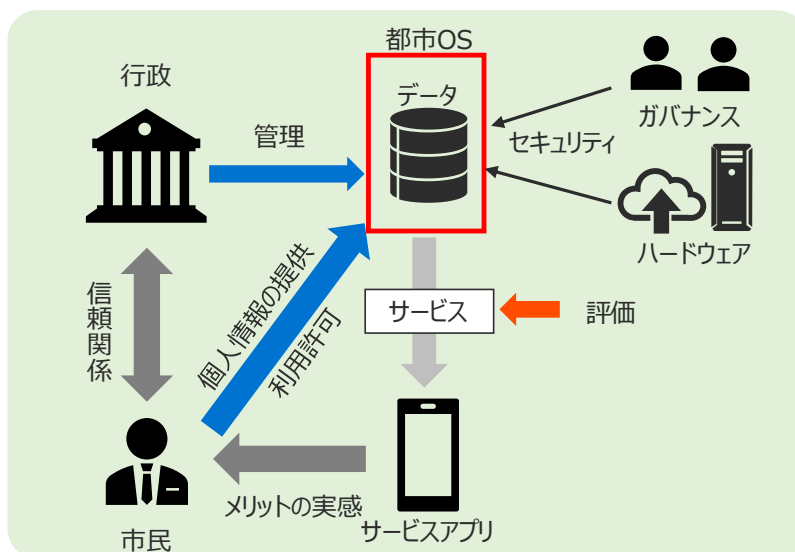 都市OS
行政
データ
ガバナンス
管理
セキュリティ
ハードウェア
個人情報の提供
利用許可
信頼関係
サービス
評価
メリットの実感
サービスアプリ
市民